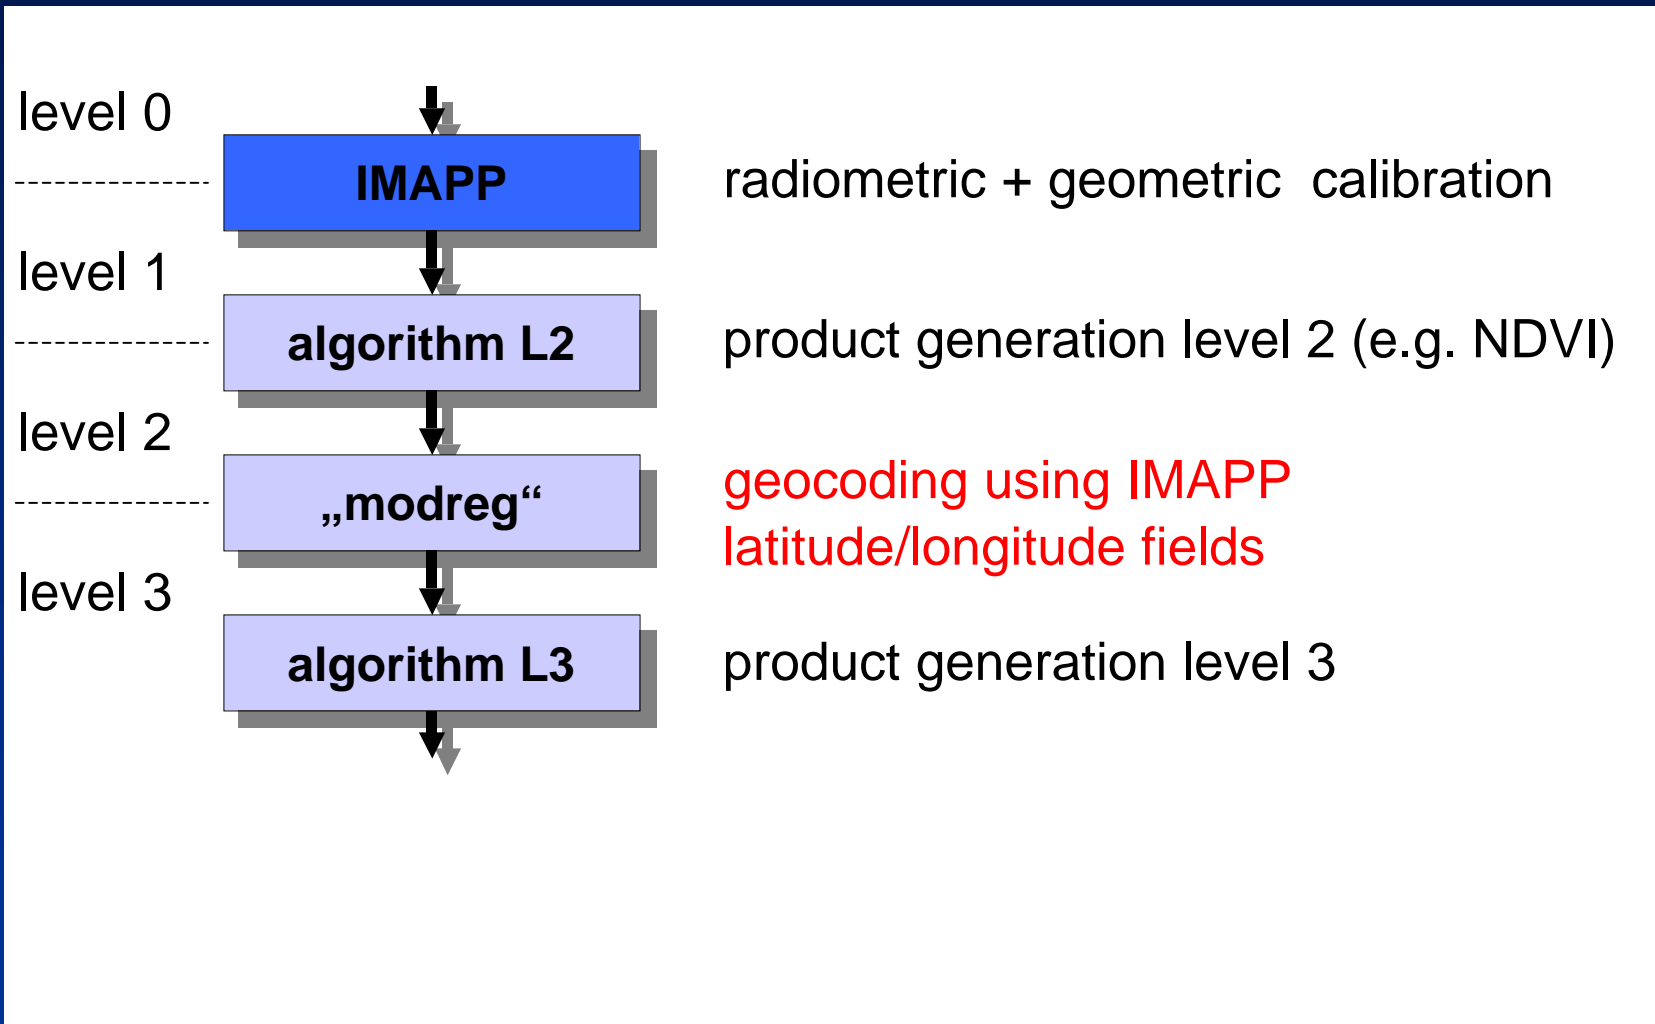 level 0
IMAPP
radiometric + geometric  calibration
level 1
algorithm L2
product generation level 2 (e.g. NDVI)
level 2
„modreg“
geocoding using IMAPP
latitude/longitude fields
level 3
algorithm L3
product generation level 3